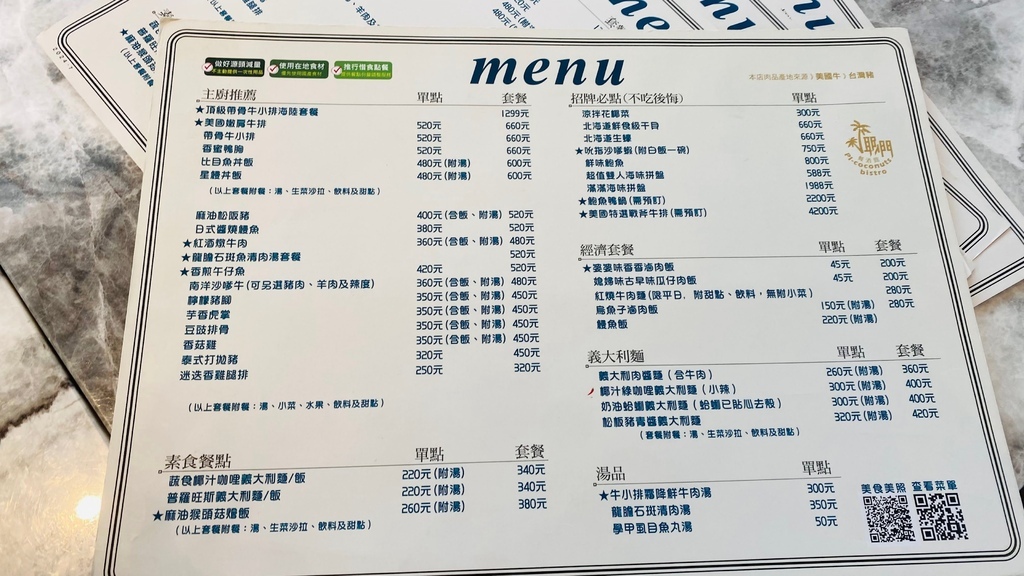 menu
做好源頭減量
不主動提供一次性用品
使用在地食材
優先使用國產食材
推行惜食點餐
本店肉品產地來源》美國牛》台灣豬
椰門
Pi-coconuts
bistro
主廚推薦 單點 套餐
★頂級帶骨牛小排海陸套餐 1299元
★美國嫩肩牛排 520元 660元
帶骨牛小排 520元 660元
香蜜鴨胸 520元 660元
比目魚丼飯 480元(附湯) 600元
星鰻丼飯 480元(附湯) 600元
(以上套餐附餐:湯、生菜沙拉、飲料及甜點)
麻油松阪豬 400元(含飯、附湯) 520元
日式醬燒鰻魚 380元 520元
★紅酒燉牛肉 360元(含飯、附湯) 480元
★龍膽石斑魚清肉湯套餐 520元
★香煎午仔魚 420元 520元
南洋沙嗲牛(可另選豬肉、羊肉及辣度) 360元(含飯、附湯) 480元
檸檬豬腳 350元(含飯、附湯) 450元
芋香虎掌 350元(含飯、附湯) 450元
豆豉排骨 350元(含飯、附湯) 450元
香菇雞 350元(含飯、附湯) 450元
泰式打拋豬 320元 450元
迷迭香雞腿排 250元 320元
(以上套餐附餐:湯、小菜、水果、飲料及甜點)
素食餐點 單點 套餐
蔬食椰汁咖哩義大利麵/飯 220元(附湯) 340元
普羅旺斯義大利麵/飯 220元(附湯) 340元
★麻油猴頭菇燴飯 260元(附湯) 380元
(以上套餐附餐:湯、生菜沙拉、飲料及甜點)
招牌必點(不吃後悔) 單點
涼拌花椰菜 300元
北海道鮮食級干貝 660元
北海道生蠔 660元
★吮指沙嗲蝦(附白飯一碗) 750元
鮮味鮑魚 800元
超值雙人海味拼盤 588元
滿滿海味拼盤 1988元
★鮑魚鴨鍋(需預訂) 2200元
★美國特選戰斧牛排(需預訂) 4200元
經濟套餐 單點 套餐
★婆婆味香香滷肉飯 45元 200元
媳婦味古早味瓜仔肉飯 45元 200元
紅燒牛肉麵(限平日、附甜點、飲料,無附小菜) 280元
烏魚子滷肉飯 150元(附湯) 280元
鰻魚飯 220元(附湯)
義大利麵 單點 套餐
義大利肉醬麵(含牛肉) 260元(附湯) 360元
椰汁綠咖哩義大利麵(小辣) 300元(附湯) 400元
奶油蛤蜊義大利麵(蛤蜊已貼心去殼) 300元(附湯) 400元
松板豬青醬義大利麵 320元(附湯) 420元
(套餐附餐:湯、生菜沙拉、飲料及甜點)
湯品 單點
★牛小排霜降鮮牛肉湯 300元
龍膽石斑清肉湯 350元
學甲虱目魚丸湯 50元
美食美照 查看菜單